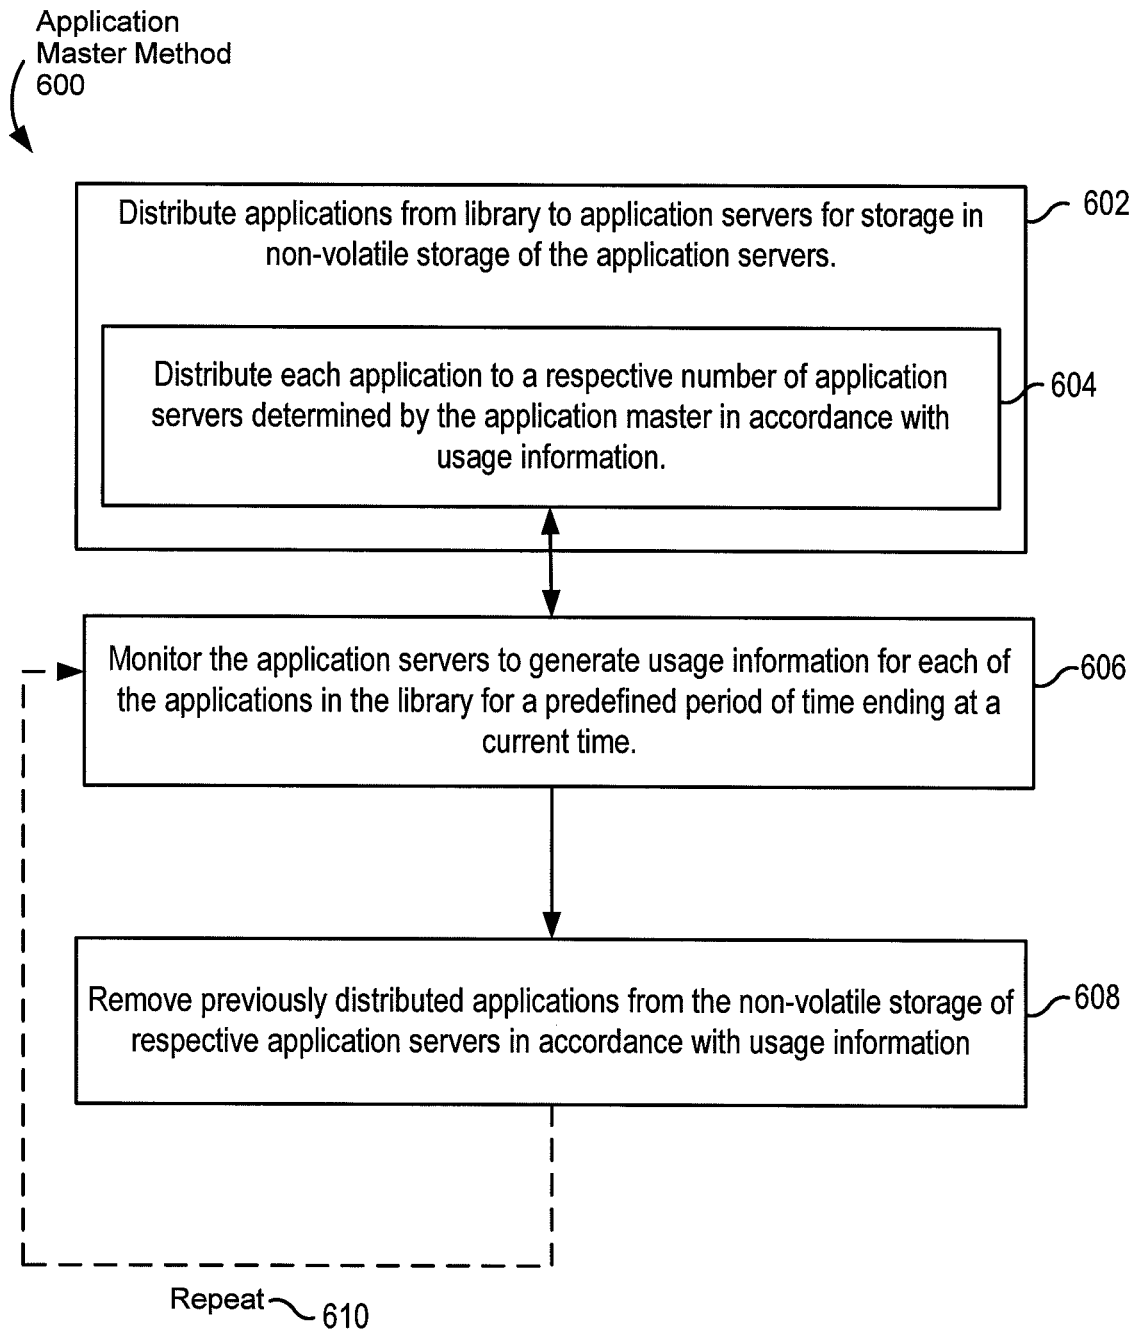 Application
Master Method
600
Distribute applications from library to application servers for storage in
non-volatile storage of the application servers.
602
Distribute each application to a respective number of application
servers determined by the application master in accordance with
usage information.
604
Monitor the application servers to generate usage information for each of
the applications in the library for a predefined period of time ending at a
current time.
606
Remove previously distributed applications from the non-volatile storage of
respective application servers in accordance with usage information
608
Repeat
610